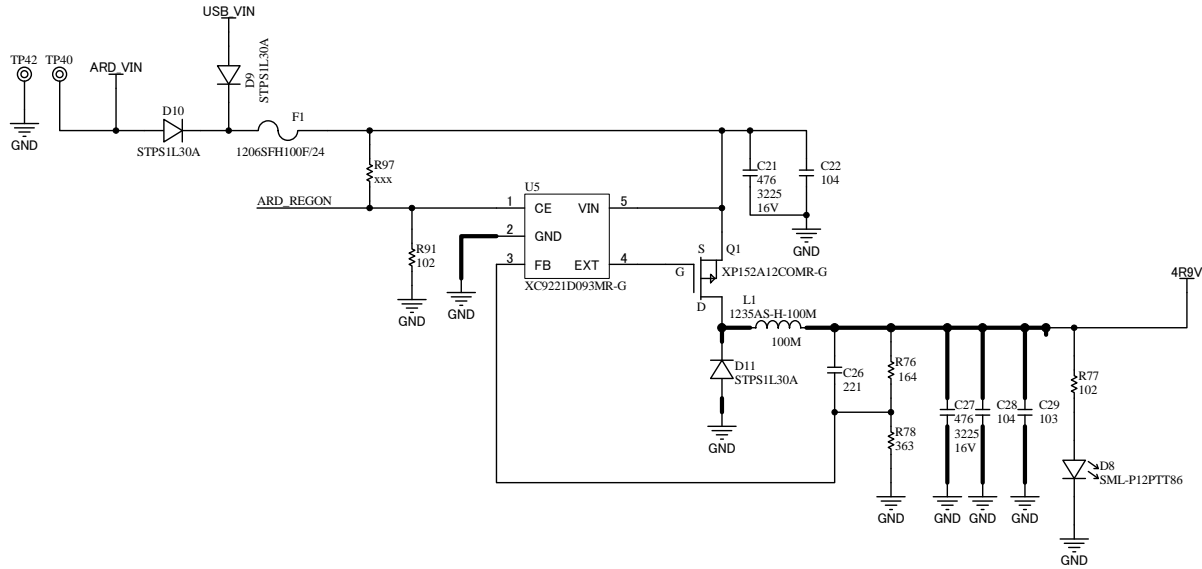 USB_VIN
TP42
TP40
ARD_VIN
D9
STPS1L30A
D10
STPS1L30A
F1
1206SFH100F/24
GND
R97
xxx
C21
476
3225
16V
C22
104
GND
ARD_REGON
U5
1
CE
VIN
5
2
GND
3
FB
EXT
4
XC9221D093MR-G
R91
102
GND
GND
S
Q1
G
XP152A12COMR-G
D
L1
1235AS-H-100M
100M
4R9V
D11
STPS1L30A
GND
C26
221
R76
164
R78
363
GND
C27
476
3225
16V
GND
C28
104
GND
C29
103
GND
R77
102
D8
SML-P12PTT86
GND